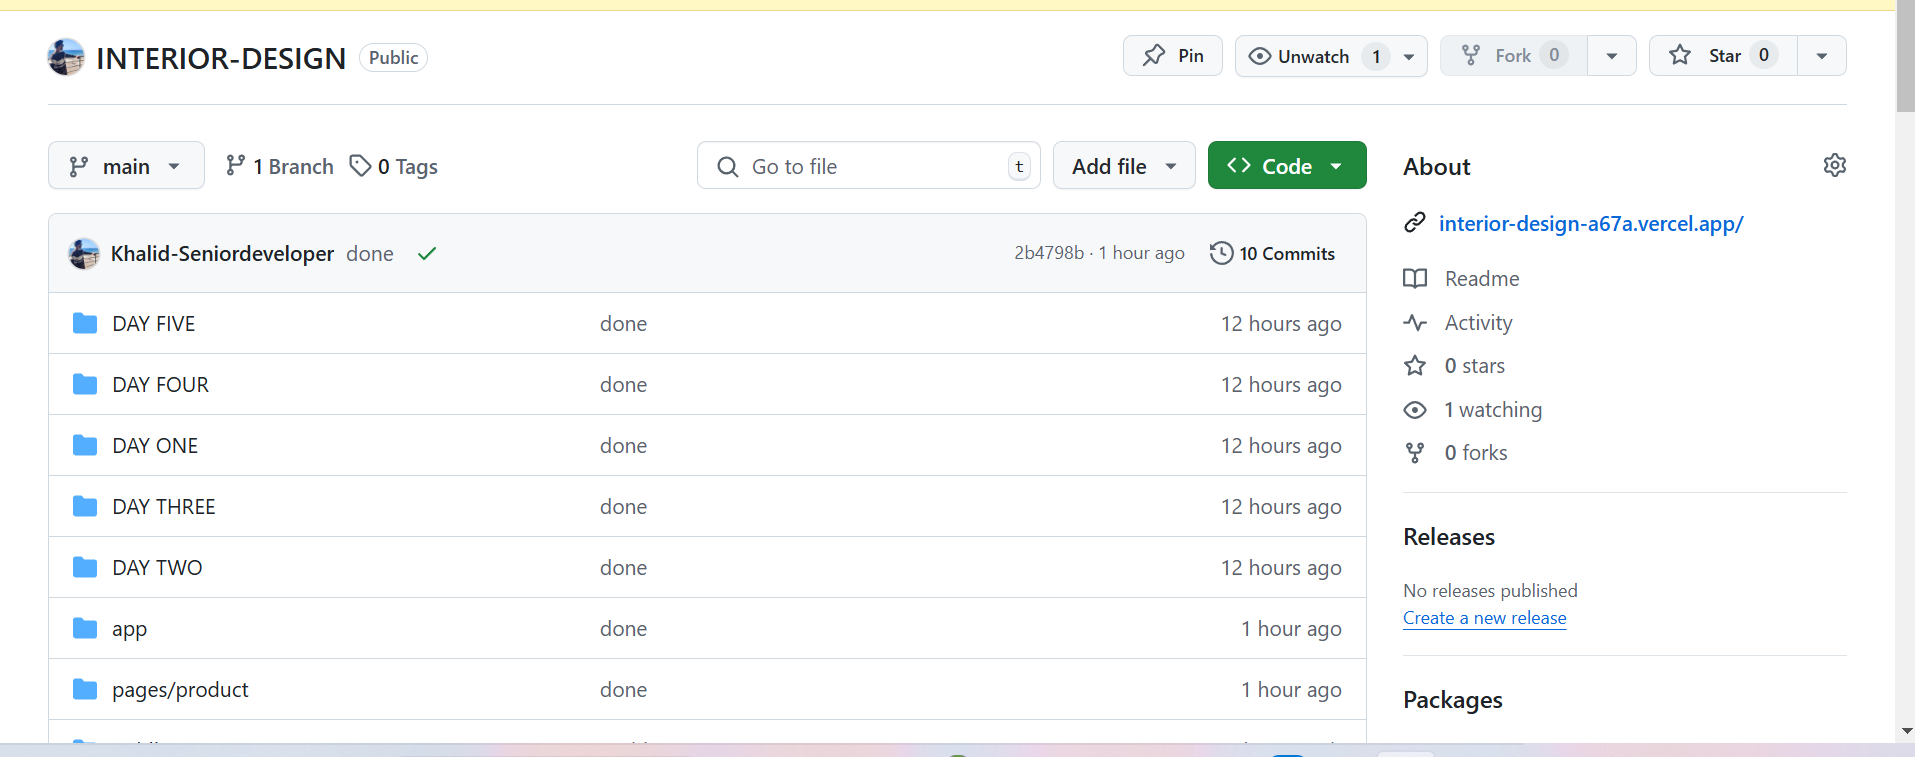 INTERIOR-DESIGN Public Pin Unwatch 1 Fork 0 Star 0
main 1 Branch 0 Tags Go to file t Add file Code
Khalid-Seniordeveloper done 2b4798b · 1 hour ago 10 Commits
DAY FIVE done 12 hours ago
DAY FOUR done 12 hours ago
DAY ONE done 12 hours ago
DAY THREE done 12 hours ago
DAY TWO done 12 hours ago
app done 1 hour ago
pages/product done 1 hour ago
About
interior-design-a67a.vercel.app/
Readme
Activity
0 stars
1 watching
0 forks
Releases
No releases published
Create a new release
Packages